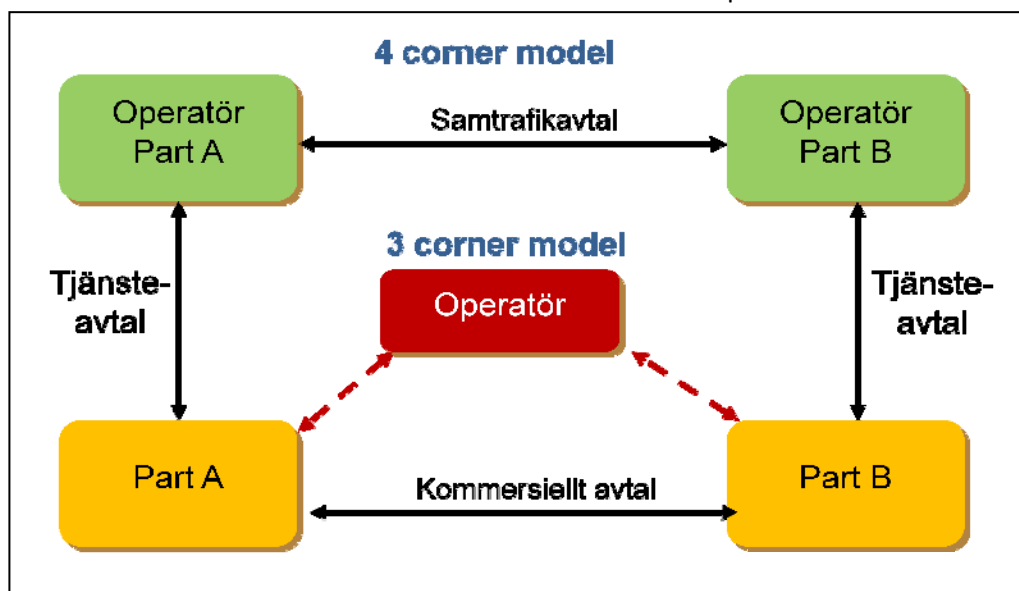 4 corner model
Operatör
Part A
Samtrafikavtal
Operatör
Part B
3 corner model
Tjänste-
avtal
Operatör
Tjänste-
avtal
Part A
Kommersiellt avtal
Part B